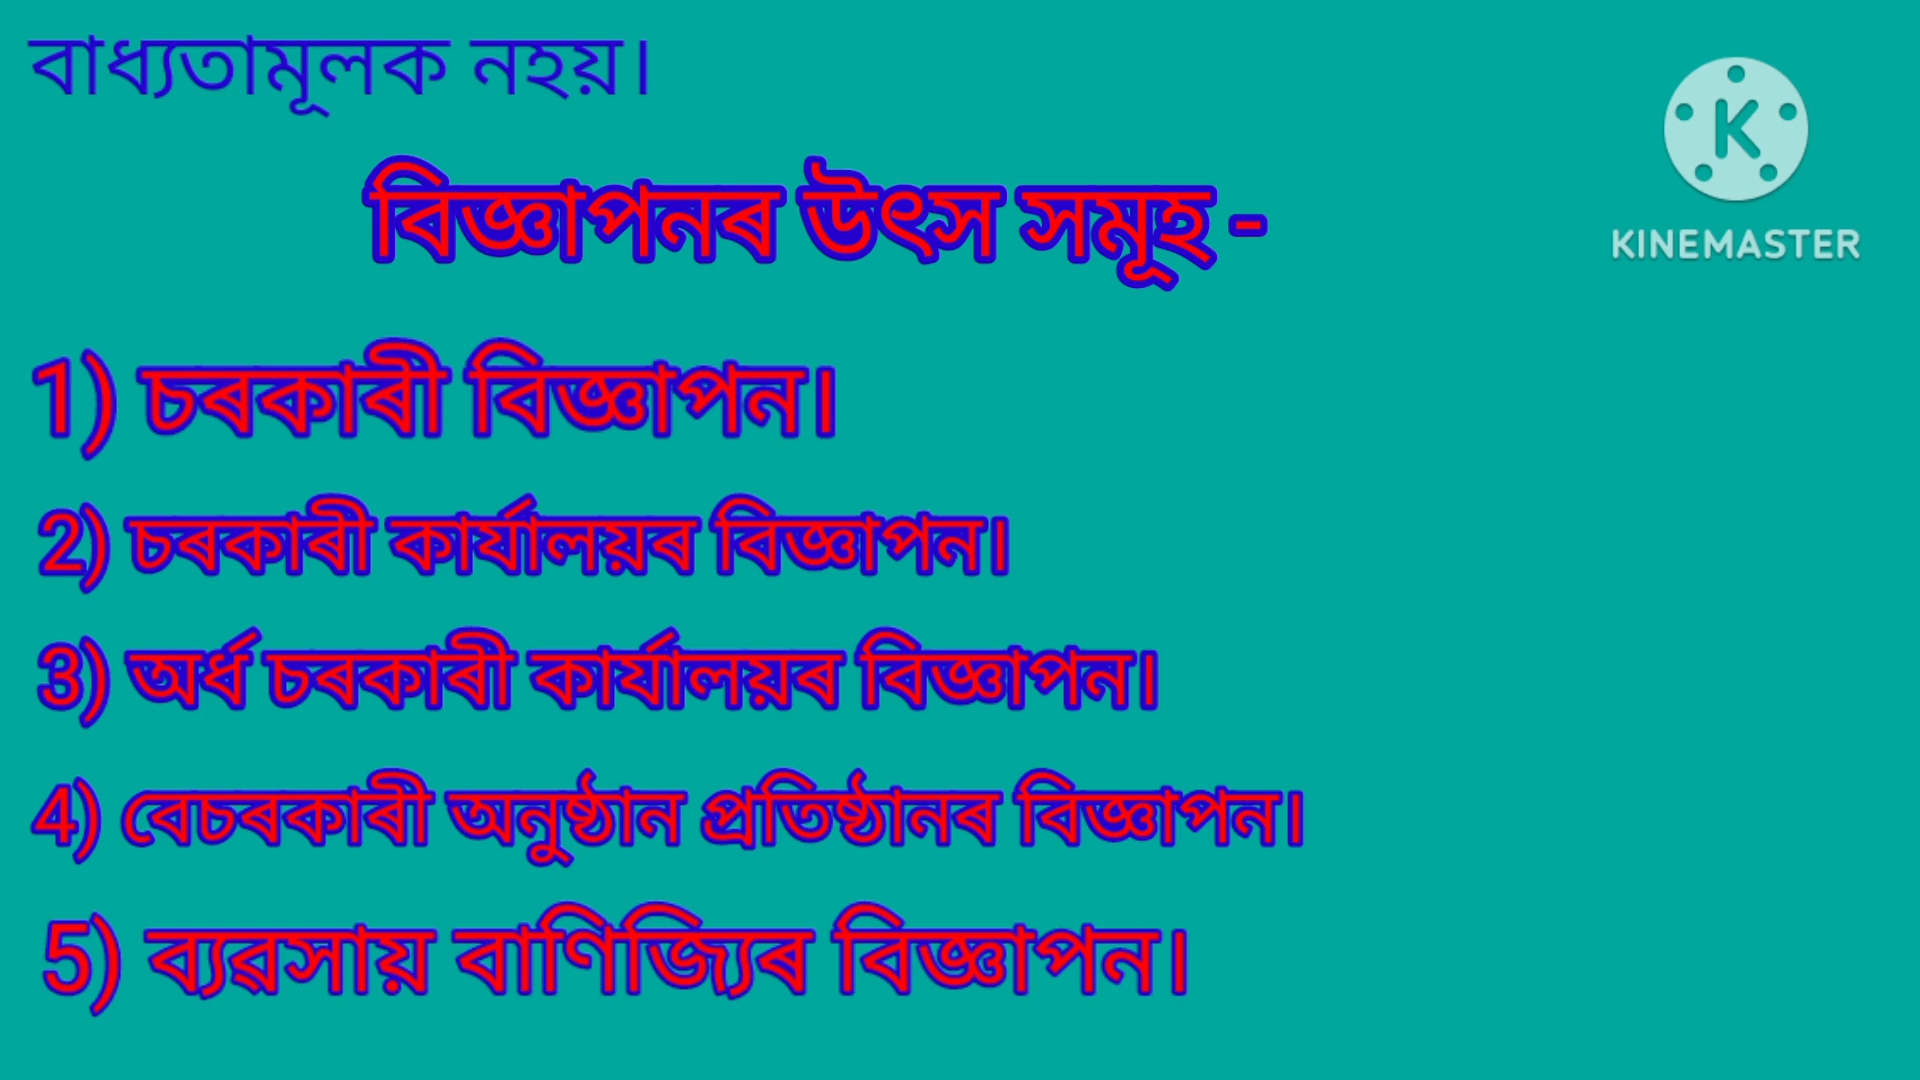 বাধ্যতামূলক নহয়।
বিজ্ঞাপনৰ উৎস সমূহ -
1) চৰকাৰী বিজ্ঞাপন।
2) চৰকাৰী কাৰ্যালয়ৰ বিজ্ঞাপন।
3) অৰ্ধ চৰকাৰী কাৰ্যালয়ৰ বিজ্ঞাপন।
4) বেচৰকাৰী অনুষ্ঠান প্ৰতিষ্ঠানৰ বিজ্ঞাপন।
5) ব্যৱসায় বাণিজ্যিৰ বিজ্ঞাপন।
K
KINEMASTER